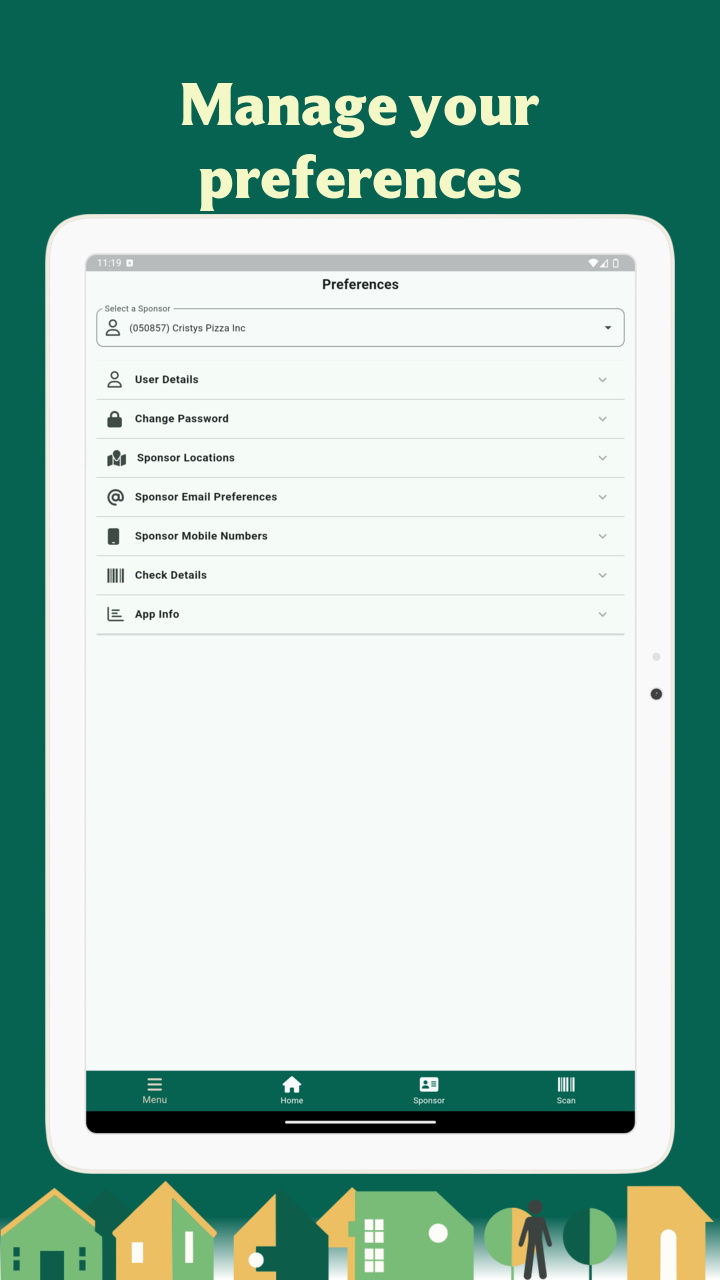 Manage your
preferences
11:19
Preferences
Select a Sponsor
(050857) Cristys Pizza Inc
User Details
Change Password
Sponsor Locations
Sponsor Email Preferences
Sponsor Mobile Numbers
Check Details
App Info
Menu Home Sponsor Scan